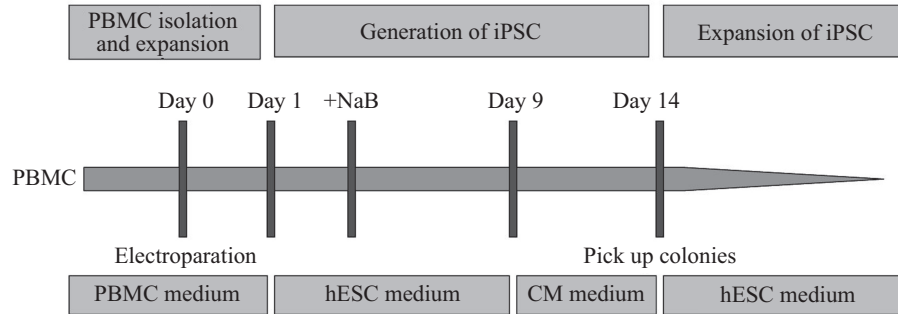 PBMC isolation
and expansion
Generation of iPSC
Expansion of iPSC
Day 0
Day 1
+NaB
Day 9
Day 14
PBMC
Electroparation
Pick up colonies
PBMC medium
hESC medium
CM medium
hESC medium